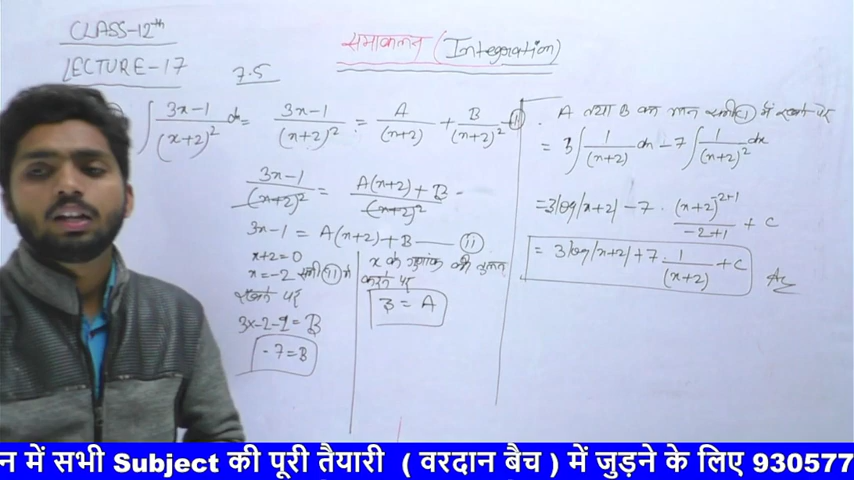 CLASS-12th
LECTURE-17
समाकलन (Integration)
7.5
∫ (3x-1)/(x+2)² dx = (3x-1)/(x+2)² = A/(x+2) + B/(x+2)² —(i)
(3x-1)/(x+2)² = (A(x+2)+B)/(x+2)²
3x-1 = A(x+2)+B —(ii)
x+2=0
x=-2 समी (ii) में
रखने पर
3x-2-1 = B
-7=B
x के गुणांक की तुलना
करने पर
3 = A
A तथा B का मान समी (i) में रखने पर
= 3∫ 1/(x+2) dx - 7∫ 1/(x+2)² dx
= 3log|x+2| - 7 · (x+2)^(-2+1)/(-2+1) + C
= 3log|x+2| + 7 · 1/(x+2) + C Ans
न में सभी Subject की पूरी तैयारी ( वरदान बैच ) में जुड़ने के लिए 930577